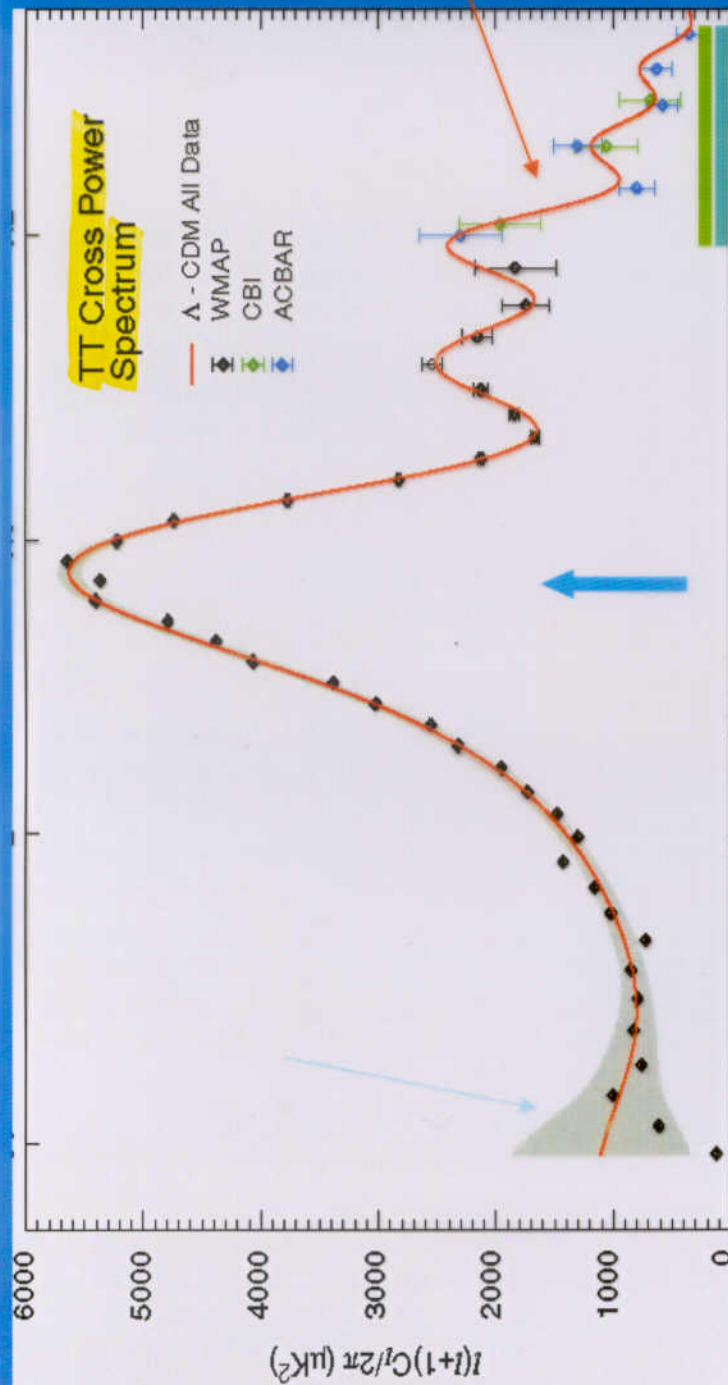 TT Cross Power
Spectrum
Λ - CDM All Data
WMAP
CBI
ACBAR
6000
5000
4000
3000
2000
1000
0
l(l+1)Cl/2π (μK²)